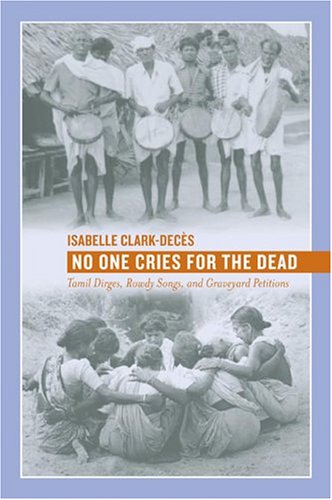 ISABELLE CLARK-DECÈS
NO ONE CRIES FOR THE DEAD
Tamil Dirges, Rowdy Songs, and Graveyard Petitions